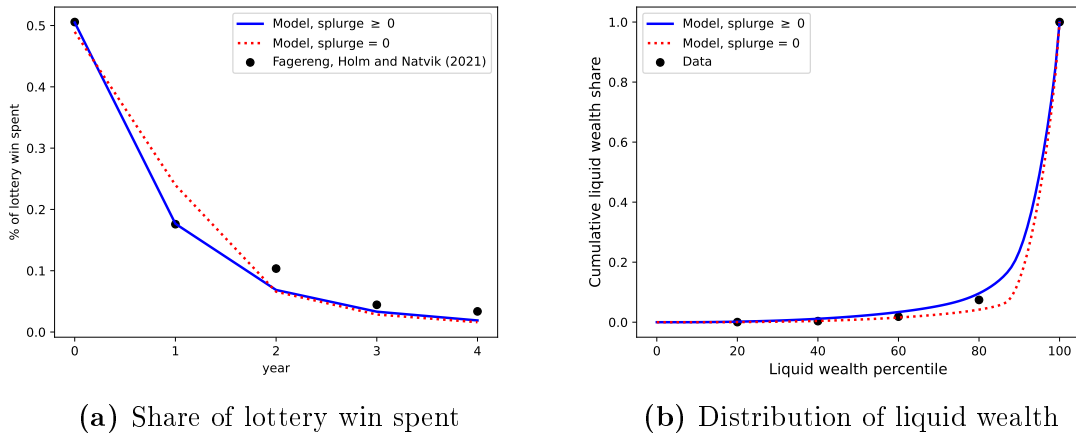 Model, splurge ≥ 0
Model, splurge = 0
Fagereng, Holm and Natvik (2021)
% of lottery win spent
0.5
0.4
0.3
0.2
0.1
0.0
0 1 2 3 4
year
(a) Share of lottery win spent
Model, splurge ≥ 0
Model, splurge = 0
Data
Cumulative liquid wealth share
1.0
0.8
0.6
0.4
0.2
0.0
0 20 40 60 80 100
Liquid wealth percentile
(b) Distribution of liquid wealth